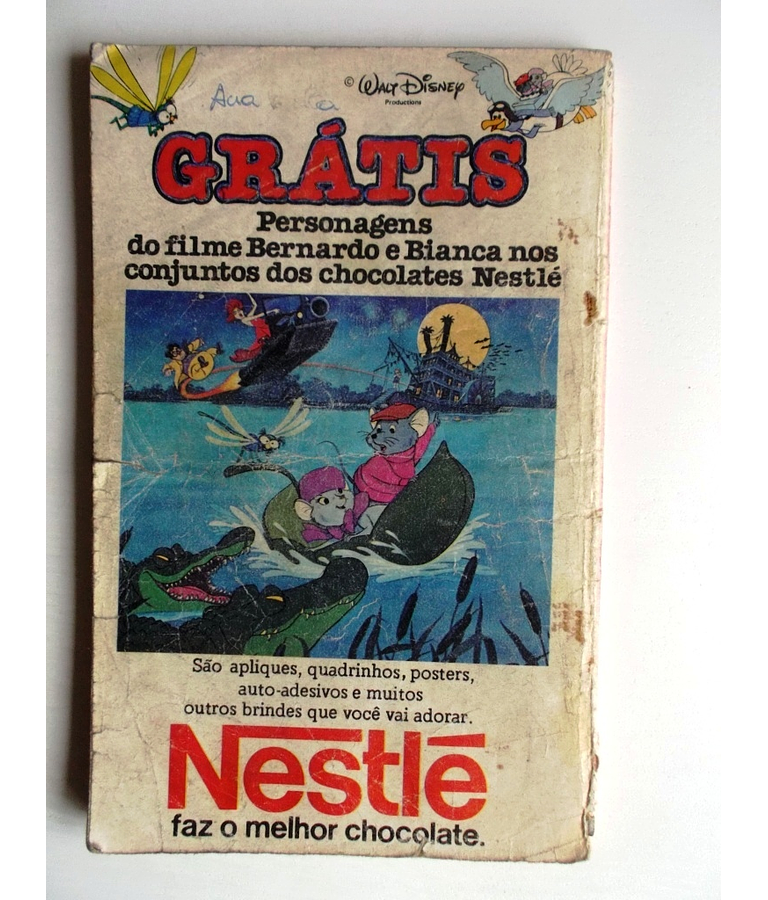 Ana
© WALT DISNEY
Productions
GRÁTIS
Personagens
do filme Bernardo e Bianca nos
conjuntos dos chocolates Nestlé
São apliques, quadrinhos, posters,
auto-adesivos e muitos
outros brindes que você vai adorar.
Nestlé
faz o melhor chocolate.